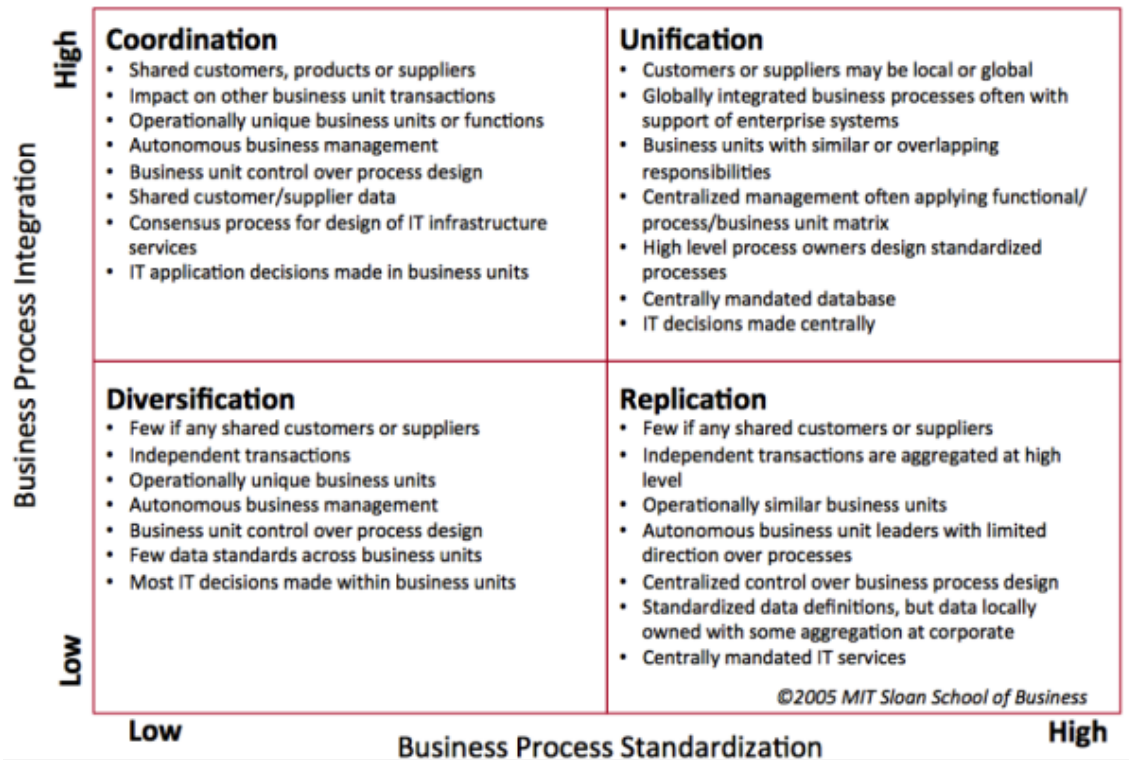 High
Business Process Integration
Low
Coordination
• Shared customers, products or suppliers
• Impact on other business unit transactions
• Operationally unique business units or functions
• Autonomous business management
• Business unit control over process design
• Shared customer/supplier data
• Consensus process for design of IT infrastructure
services
• IT application decisions made in business units
Unification
• Customers or suppliers may be local or global
• Globally integrated business processes often with
support of enterprise systems
• Business units with similar or overlapping
responsibilities
• Centralized management often applying functional/
process/business unit matrix
• High level process owners design standardized
processes
• Centrally mandated database
• IT decisions made centrally
Diversification
• Few if any shared customers or suppliers
• Independent transactions
• Operationally unique business units
• Autonomous business management
• Business unit control over process design
• Few data standards across business units
• Most IT decisions made within business units
Replication
• Few if any shared customers or suppliers
• Independent transactions are aggregated at high
level
• Operationally similar business units
• Autonomous business unit leaders with limited
direction over processes
• Centralized control over business process design
• Standardized data definitions, but data locally
owned with some aggregation at corporate
• Centrally mandated IT services
©2005 MIT Sloan School of Business
Low
Business Process Standardization
High